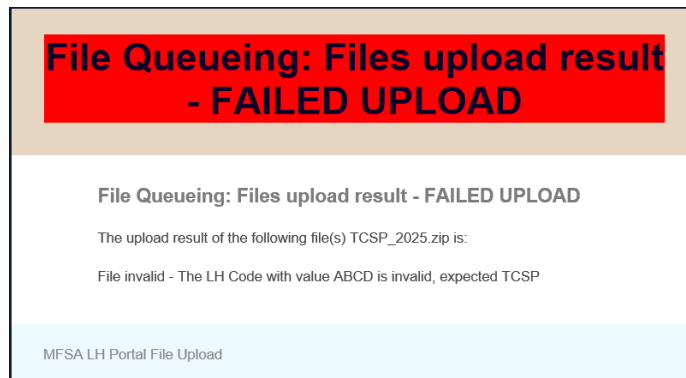 File Queueing: Files upload result
- FAILED UPLOAD
File Queueing: Files upload result - FAILED UPLOAD
The upload result of the following file(s) TCSP_2025.zip is:
File invalid - The LH Code with value ABCD is invalid, expected TCSP
MFSA LH Portal File Upload